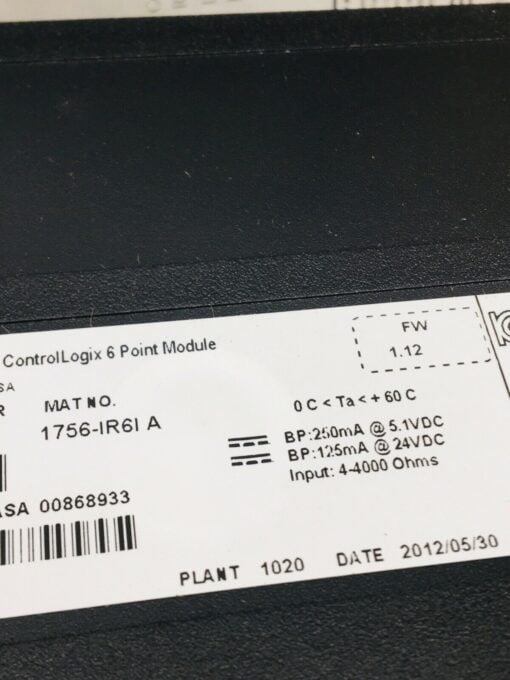 ControlLogix 6 Point Module
FW
1.12
SA
R
MAT NO.
1756-IR6I A
0 C < Ta < + 60 C
BP:250mA @ 5.1VDC
BP:125mA @ 24VDC
Input: 4-4000 Ohms
ASA 00868933
PLANT 1020 DATE 2012/05/30